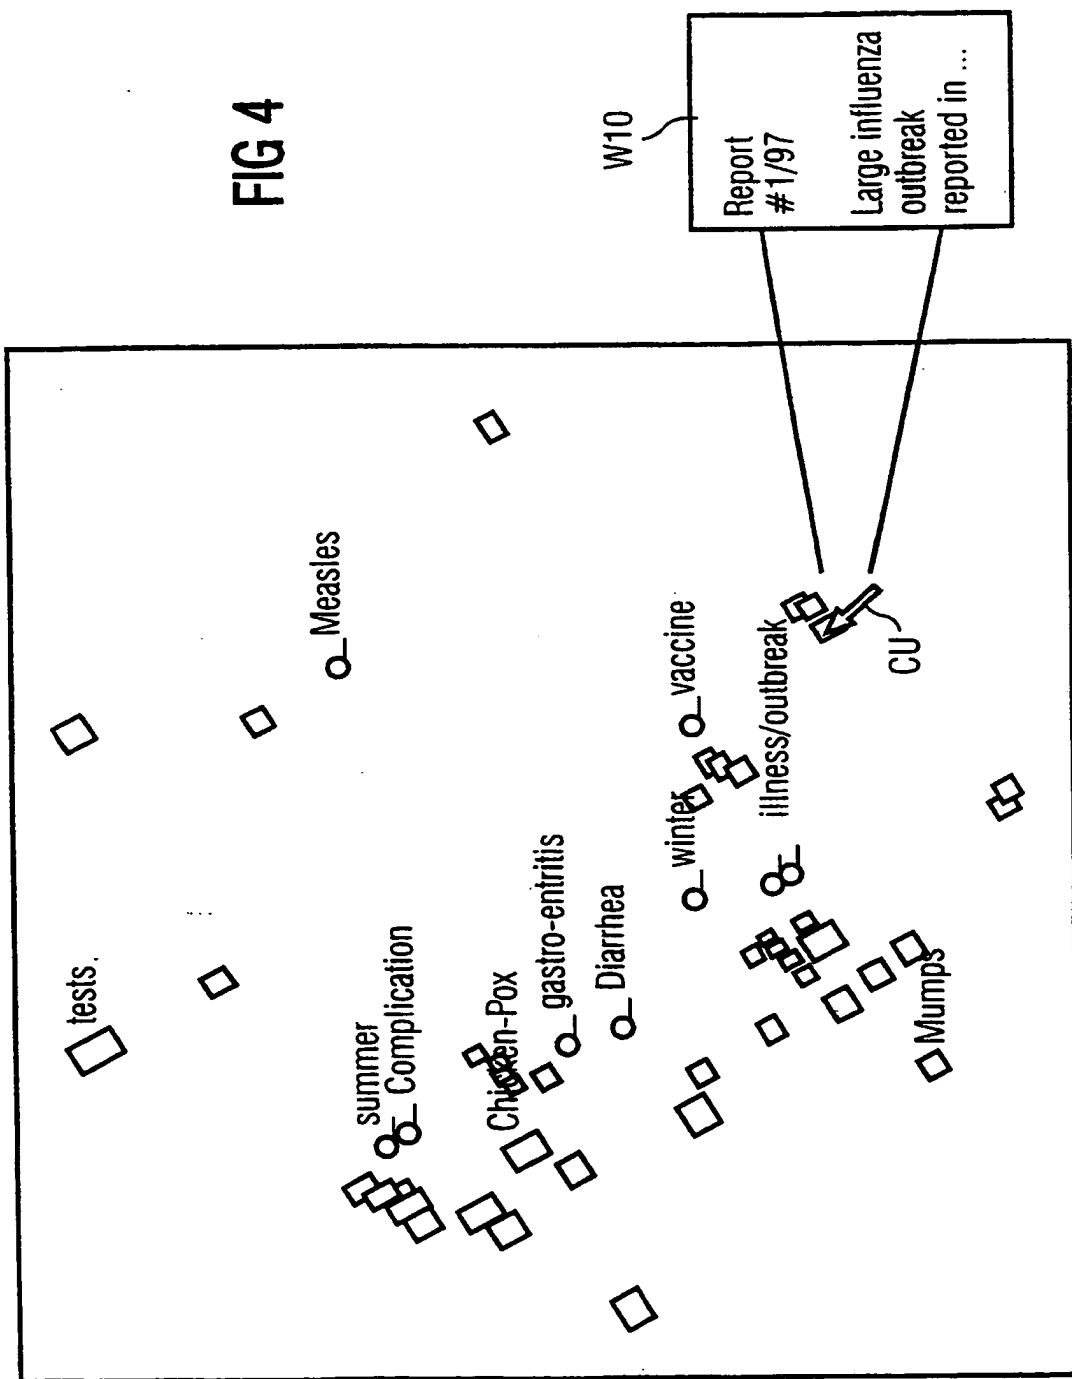 FIG 4
W10
Report
#1/97
Large influenza
outbreak
reported in ...
tests.
Measles
summer
Complication
Chicken-Pox
gastro-entritis
Diarrhea
winter
vaccine
illness/outbreak
CU
Mumps